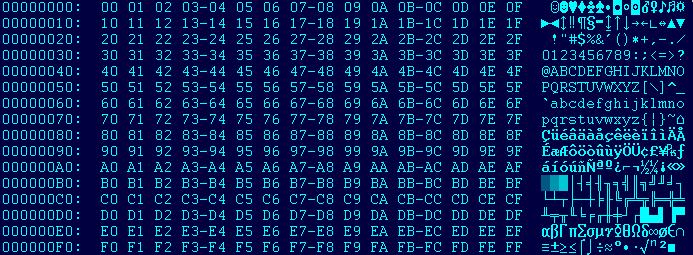 00000000: 00 01 02 03-04 05 06 07-08 09 0A 0B-0C 0D 0E 0F  ☺☻♥♦♣♠•◘○◙♂♀♪♫☼
00000010: 10 11 12 13-14 15 16 17-18 19 1A 1B-1C 1D 1E 1F ►◄↕‼¶§▬↨↑↓→←∟↔▲▼
00000020: 20 21 22 23-24 25 26 27-28 29 2A 2B-2C 2D 2E 2F  !"#$%&'()*+,-./
00000030: 30 31 32 33-34 35 36 37-38 39 3A 3B-3C 3D 3E 3F 0123456789:;<=>?
00000040: 40 41 42 43-44 45 46 47-48 49 4A 4B-4C 4D 4E 4F @ABCDEFGHIJKLMNO
00000050: 50 51 52 53-54 55 56 57-58 59 5A 5B-5C 5D 5E 5F PQRSTUVWXYZ[\]^_
00000060: 60 61 62 63-64 65 66 67-68 69 6A 6B-6C 6D 6E 6F `abcdefghijklmno
00000070: 70 71 72 73-74 75 76 77-78 79 7A 7B-7C 7D 7E 7F pqrstuvwxyz{|}~⌂
00000080: 80 81 82 83-84 85 86 87-88 89 8A 8B-8C 8D 8E 8F ÇüéâäàåçêëèïîìÄÅ
00000090: 90 91 92 93-94 95 96 97-98 99 9A 9B-9C 9D 9E 9F ÉæÆôöòûùÿÖÜ¢£¥₧ƒ
000000A0: A0 A1 A2 A3-A4 A5 A6 A7-A8 A9 AA AB-AC AD AE AF áíóúñÑªº¿⌐¬½¼¡«»
000000B0: B0 B1 B2 B3-B4 B5 B6 B7-B8 B9 BA BB-BC BD BE BF ░▒▓│┤╡╢╖╕╣║╗╝╜╛┐
000000C0: C0 C1 C2 C3-C4 C5 C6 C7-C8 C9 CA CB-CC CD CE CF └┴┬├─┼╞╟╚╔╩╦╠═╬╧
000000D0: D0 D1 D2 D3-D4 D5 D6 D7-D8 D9 DA DB-DC DD DE DF ╨╤╥╙╘╒╓╫╪┘┌█▄▌▐▀
000000E0: E0 E1 E2 E3-E4 E5 E6 E7-E8 E9 EA EB-EC ED EE EF αβΓπΣσµτΦΘΩδ∞ø∈∩
000000F0: F0 F1 F2 F3-F4 F5 F6 F7-F8 F9 FA FB-FC FD FE FF ≡±≥≤⌠⌡÷≈°∙·√ⁿ²■